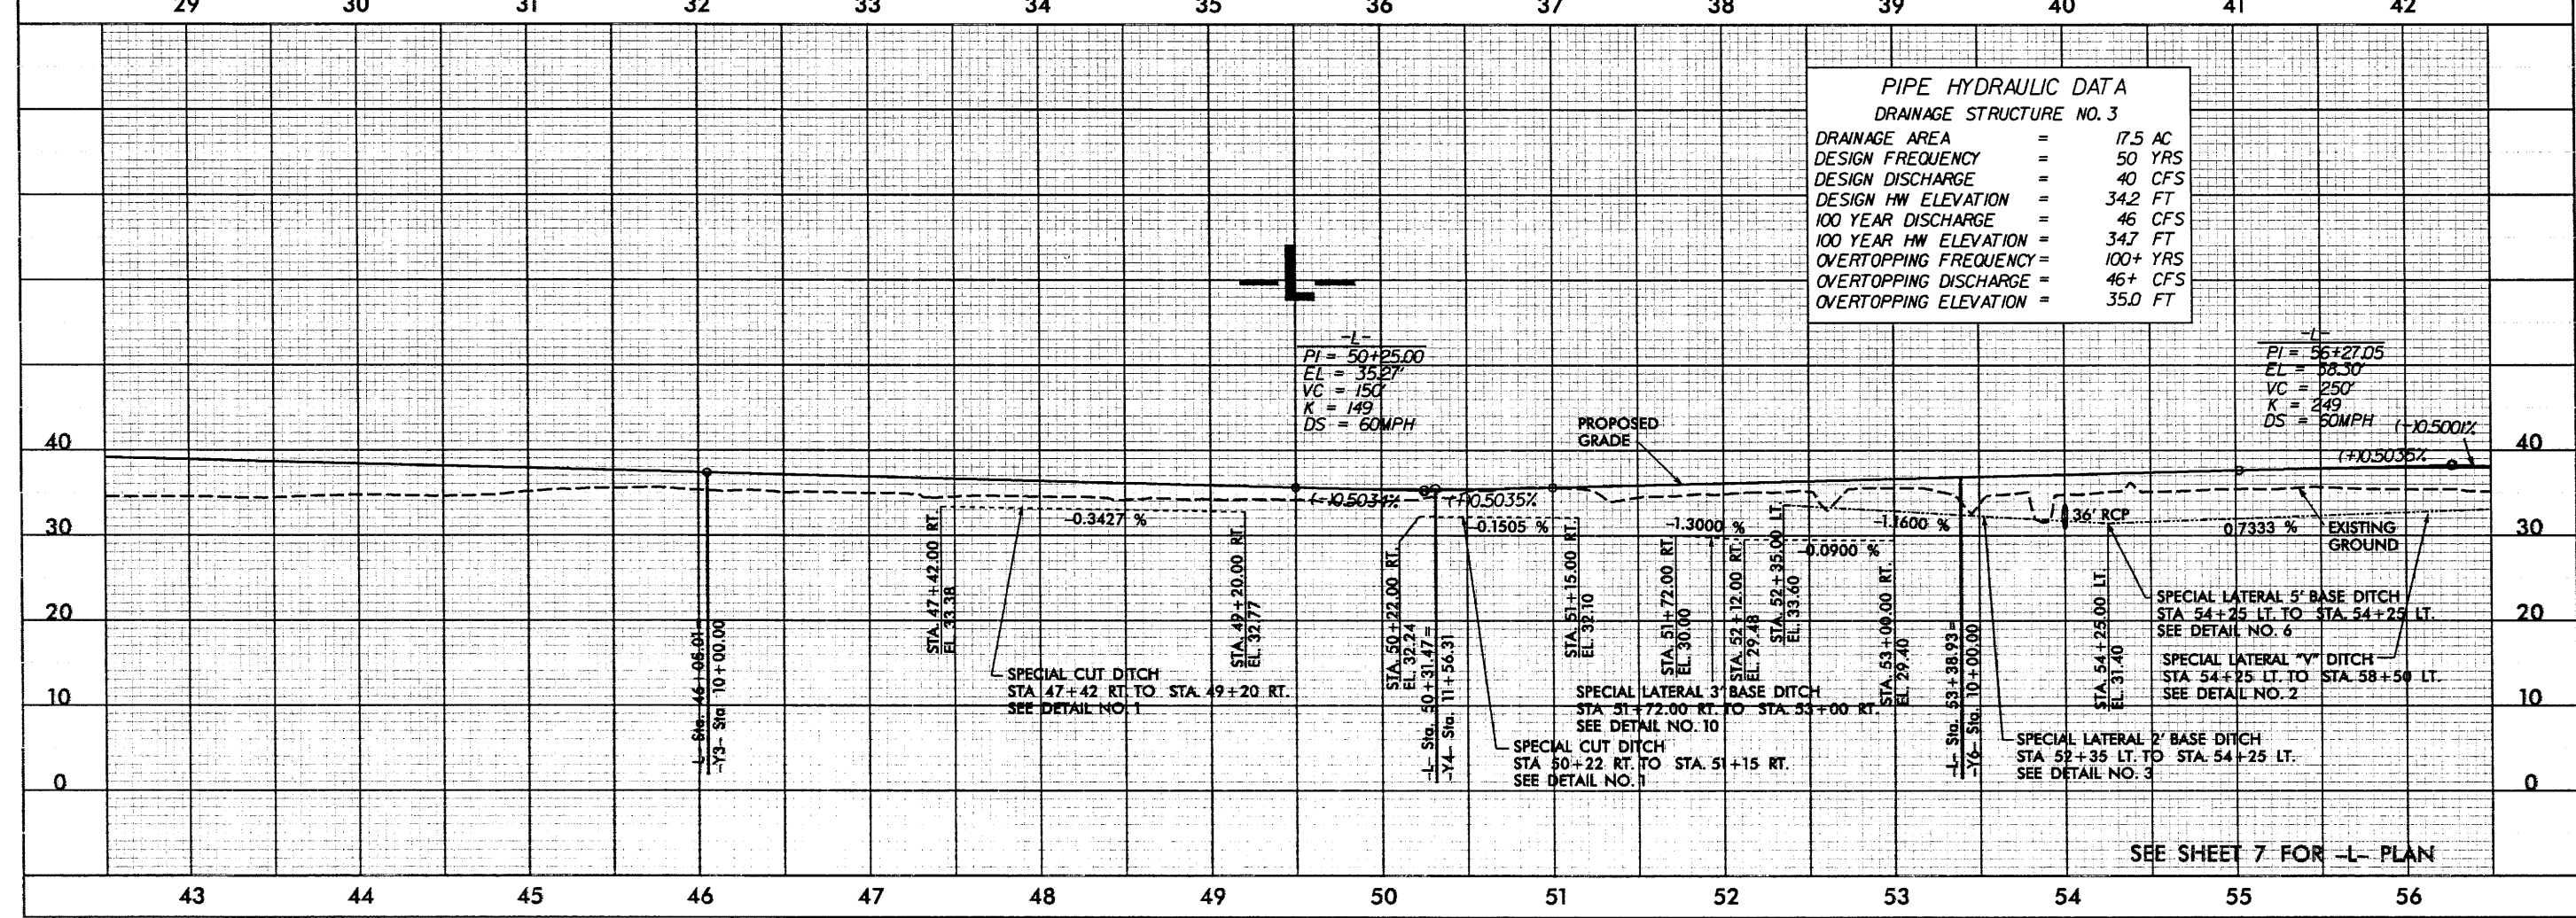 29 30 31 32 33 34 35 36 37 38 39 40 41 42
PIPE HYDRAULIC DATA
DRAINAGE STRUCTURE NO. 3
DRAINAGE AREA = 17.5 AC
DESIGN FREQUENCY = 50 YRS
DESIGN DISCHARGE = 40 CFS
DESIGN HW ELEVATION = 34.2 FT
100 YEAR DISCHARGE = 46 CFS
100 YEAR HW ELEVATION = 34.7 FT
OVERTOPPING FREQUENCY = 100+ YRS
OVERTOPPING DISCHARGE = 46+ CFS
OVERTOPPING ELEVATION = 35.0 FT
-L-
-L-
PI = 50+25.00
EL = 35.27'
VC = 150'
K = 149
DS = 60MPH
-L-
PI = 56+27.05
EL = 38.30'
VC = 250'
K = 249
DS = 60MPH
(-)0.5001%
(+)0.5035%
PROPOSED
GRADE
40 40
(-)0.5034% (+)0.5035%
30 30
-0.3427 %
-0.1505 %
-1.3000 %
-0.0900 %
-1.1600 %
36' RCP
0.7333 %
EXISTING
GROUND
20 20
STA. 47+42.00 RT.
EL. 33.38
STA. 49+20.00 RT.
EL. 32.77
STA. 50+22.00 RT.
EL. 32.24
STA. 51+15.00 RT.
EL. 32.10
STA. 51+72.00 RT.
EL. 30.00
STA. 52+12.00 RT.
EL. 29.48
STA. 52+35.00 LT.
EL. 33.60
STA. 53+00.00 RT.
EL. 29.40
STA. 54+25.00 LT.
EL. 31.40
-L- Sta. 46+05.01=
-Y3- Sta 10+00.00
-L- Sta. 50+31.47=
-Y4- Sta. 11+56.31
-L- Sta. 53+38.93=
-Y6- Sta. 10+00.00
SPECIAL CUT DITCH
STA 47+42 RT. TO STA. 49+20 RT.
SEE DETAIL NO. 1
SPECIAL LATERAL 3' BASE DITCH
STA 51+72.00 RT. TO STA. 53+00 RT.
SEE DETAIL NO. 10
SPECIAL CUT DITCH
STA 50+22 RT. TO STA. 51+15 RT.
SEE DETAIL NO. 1
SPECIAL LATERAL 5' BASE DITCH
STA 54+25 LT. TO STA. 54+25 LT.
SEE DETAIL NO. 6
SPECIAL LATERAL "V" DITCH
STA 54+25 LT. TO STA. 58+50 LT.
SEE DETAIL NO. 2
SPECIAL LATERAL 2' BASE DITCH
STA 52+35 LT. TO STA. 54+25 LT.
SEE DETAIL NO. 3
10 10
0 0
SEE SHEET 7 FOR -L- PLAN
43 44 45 46 47 48 49 50 51 52 53 54 55 56